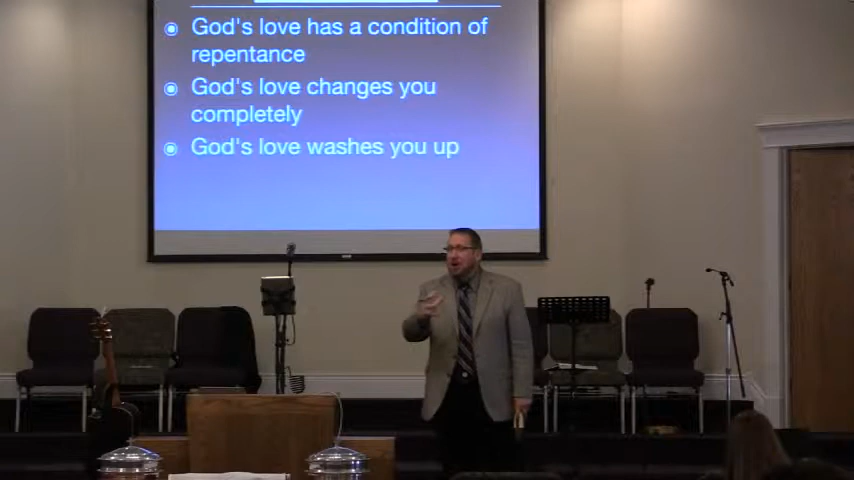 God's love has a condition of
repentance
God's love changes you
completely
God's love washes you up